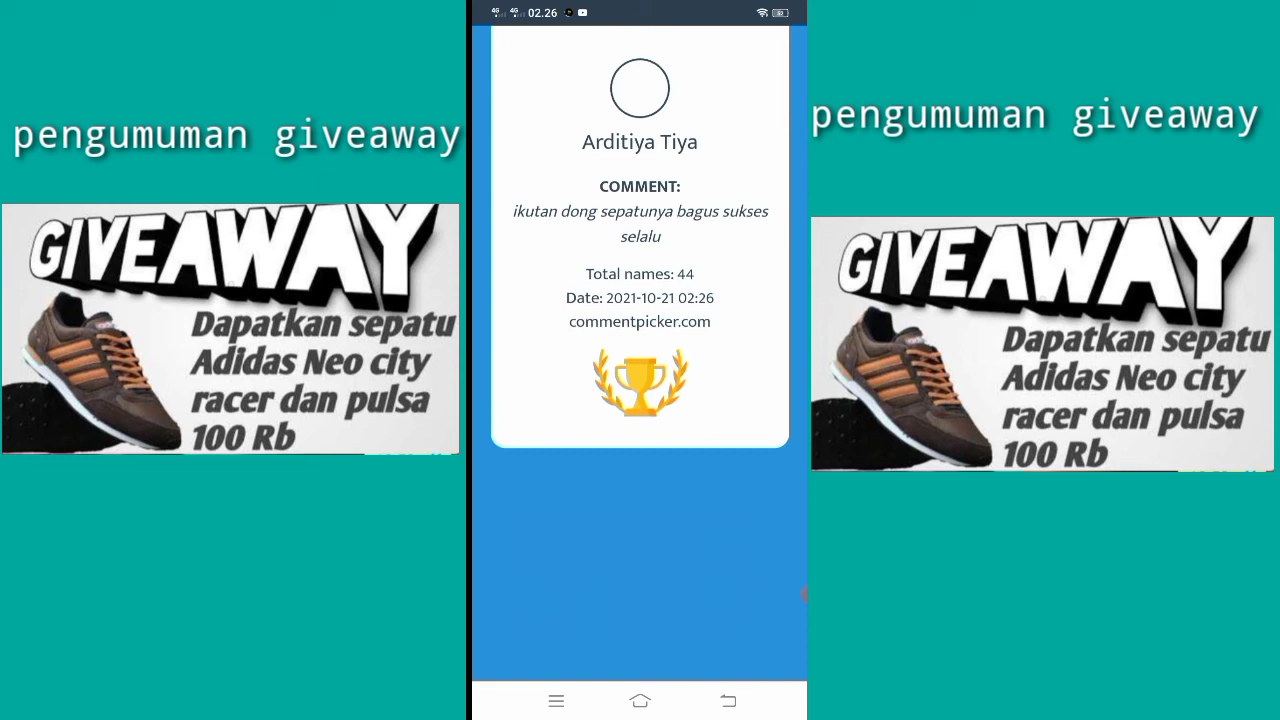 pengumuman giveaway
GIVEAWAY
Dapatkan sepatu
Adidas Neo city
racer dan pulsa
100 Rb
4G 4G 02.26
Arditiya Tiya
COMMENT:
ikutan dong sepatunya bagus sukses
selalu
Total names: 44
Date: 2021-10-21 02:26
commentpicker.com
pengumuman giveaway
GIVEAWAY
Dapatkan sepatu
Adidas Neo city
racer dan pulsa
100 Rb